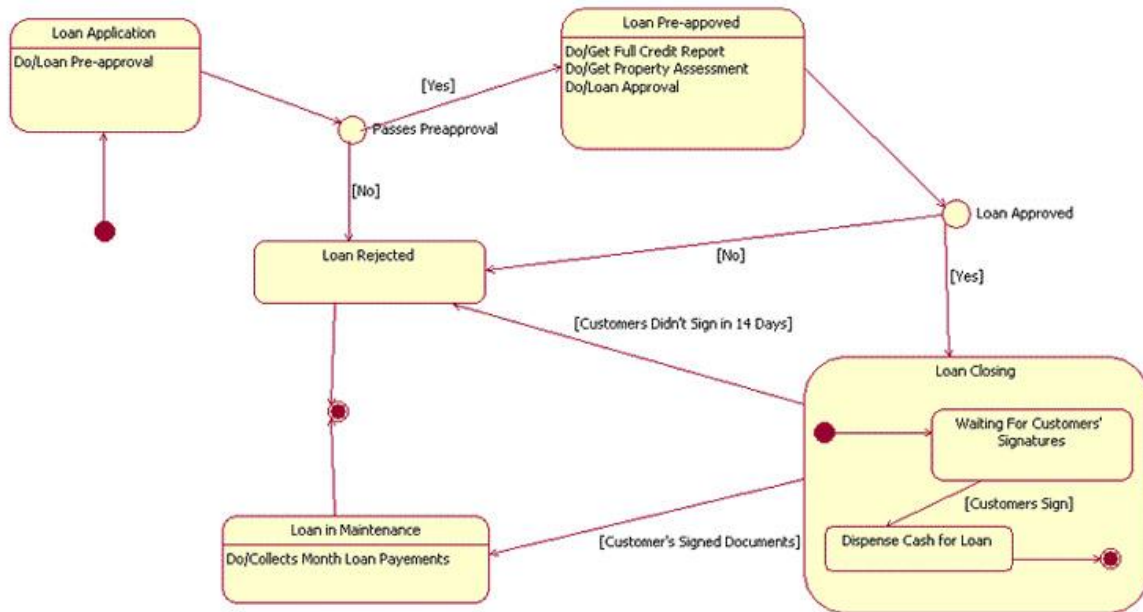 Loan Application
Do/Loan Pre-approval
Loan Pre-appoved
Do/Get Full Credit Report
Do/Get Property Assessment
Do/Loan Approval
[Yes]
Passes Preapproval
[No]
Loan Approved
Loan Rejected
[No]
[Yes]
[Customers Didn't Sign in 14 Days]
Loan Closing
Waiting For Customers'
Signatures
[Customers Sign]
Dispense Cash for Loan
Loan in Maintenance
Do/Collects Month Loan Payements
[Customer's Signed Documents]